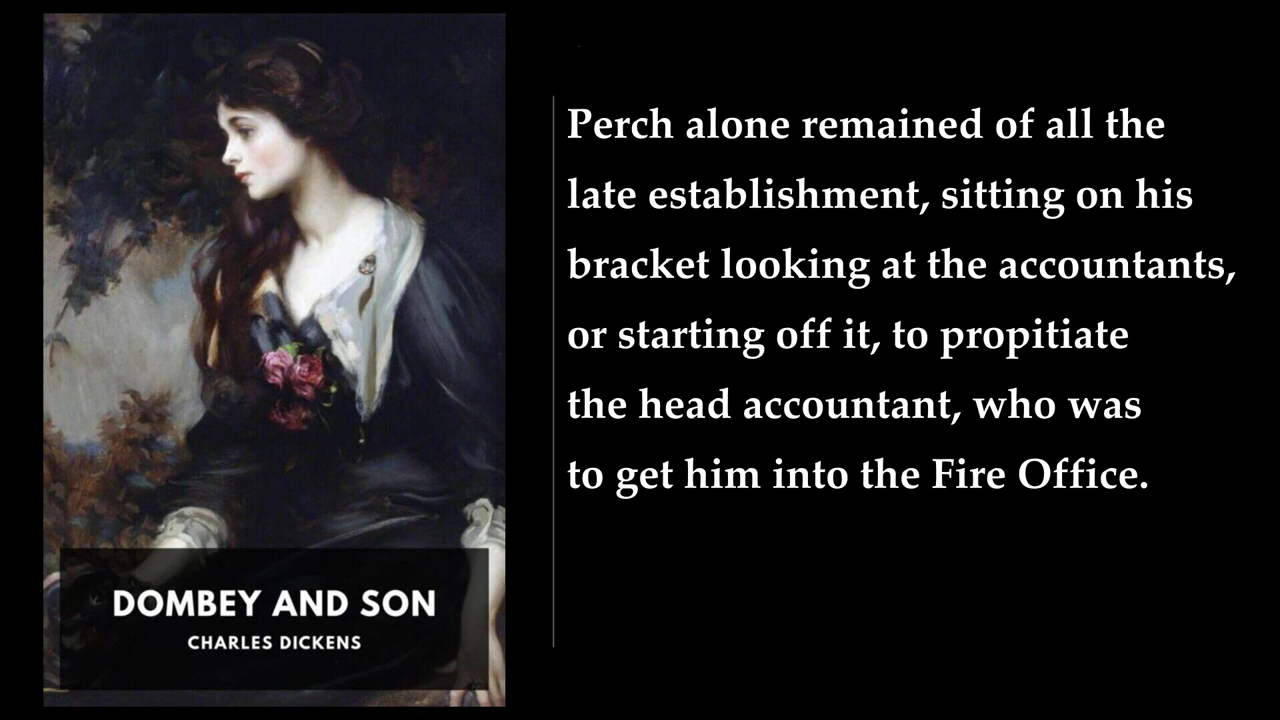 DOMBEY AND SON
CHARLES DICKENS
Perch alone remained of all the
late establishment, sitting on his
bracket looking at the accountants,
or starting off it, to propitiate
the head accountant, who was
to get him into the Fire Office.